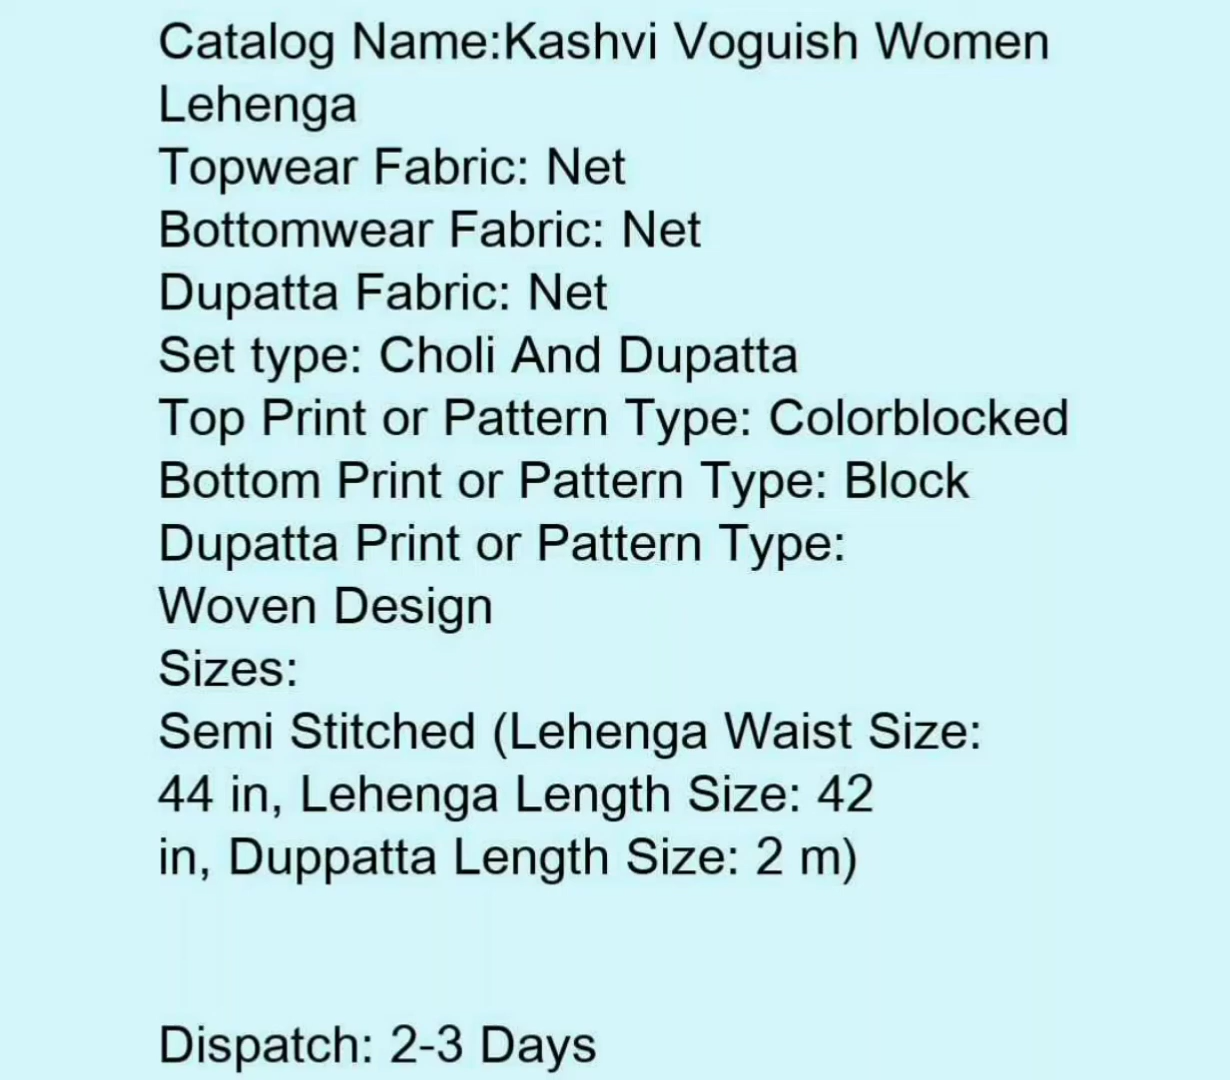 Catalog Name:Kashvi Voguish Women
Lehenga
Topwear Fabric: Net
Bottomwear Fabric: Net
Dupatta Fabric: Net
Set type: Choli And Dupatta
Top Print or Pattern Type: Colorblocked
Bottom Print or Pattern Type: Block
Dupatta Print or Pattern Type:
Woven Design
Sizes:
Semi Stitched (Lehenga Waist Size:
44 in, Lehenga Length Size: 42
in, Duppatta Length Size: 2 m)
Dispatch: 2-3 Days